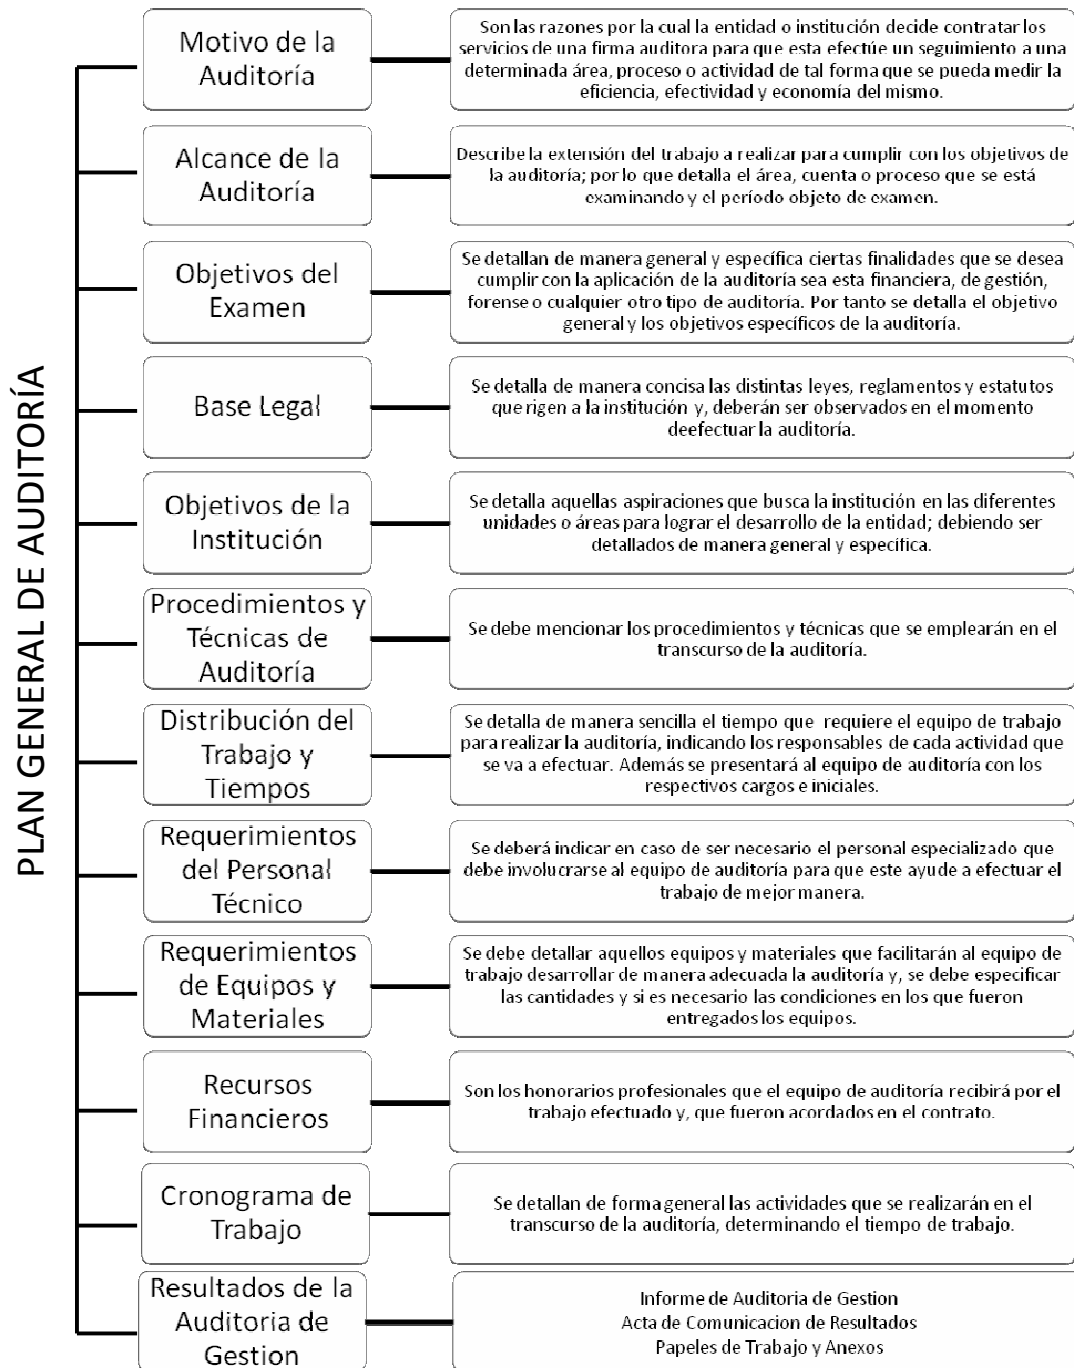 PLAN GENERAL DE AUDITORÍA
Motivo de la
Auditoría
Son las razones por la cual la entidad o institución decide contratar los
servicios de una firma auditora para que esta efectúe un seguimiento a una
determinada área, proceso o actividad de tal forma que se pueda medir la
eficiencia, efectividad y economía del mismo.
Alcance de la
Auditoría
Describe la extensión del trabajo a realizar para cumplir con los objetivos de
la auditoría; por lo que detalla el área, cuenta o proceso que se está
examinando y el período objeto de examen.
Objetivos del
Examen
Se detallan de manera general y específica ciertas finalidades que se desea
cumplir con la aplicación de la auditoría sea esta financiera, de gestión,
forense o cualquier otro tipo de auditoría. Por tanto se detalla el objetivo
general y los objetivos específicos de la auditoría.
Base Legal
Se detalla de manera concisa las distintas leyes, reglamentos y estatutos
que rigen a la institución y, deberán ser observados en el momento
deefectuar la auditoría.
Objetivos de la
Institución
Se detalla aquellas aspiraciones que busca la institución en las diferentes
unidades o áreas para lograr el desarrollo de la entidad; debiendo ser
detallados de manera general y específica.
Procedimientos y
Técnicas de
Auditoría
Se debe mencionar los procedimientos y técnicas que se emplearán en el
transcurso de la auditoría.
Distribución del
Trabajo y
Tiempos
Se detalla de manera sencilla el tiempo que requiere el equipo de trabajo
para realizar la auditoría, indicando los responsables de cada actividad que
se va a efectuar. Además se presentará al equipo de auditoría con los
respectivos cargos e iniciales.
Requerimientos
del Personal
Técnico
Se deberá indicar en caso de ser necesario el personal especializado que
debe involucrarse al equipo de auditoría para que este ayude a efectuar el
trabajo de mejor manera.
Requerimientos
de Equipos y
Materiales
Se debe detallar aquellos equipos y materiales que facilitarán al equipo de
trabajo desarrollar de manera adecuada la auditoría y, se debe especificar
las cantidades y si es necesario las condiciones en los que fueron
entregados los equipos.
Recursos
Financieros
Son los honorarios profesionales que el equipo de auditoría recibirá por el
trabajo efectuado y, que fueron acordados en el contrato.
Cronograma de
Trabajo
Se detallan de forma general las actividades que se realizarán en el
transcurso de la auditoría, determinando el tiempo de trabajo.
Resultados de la
Auditoria de
Gestion
Informe de Auditoria de Gestion
Acta de Comunicacion de Resultados
Papeles de Trabajo y Anexos